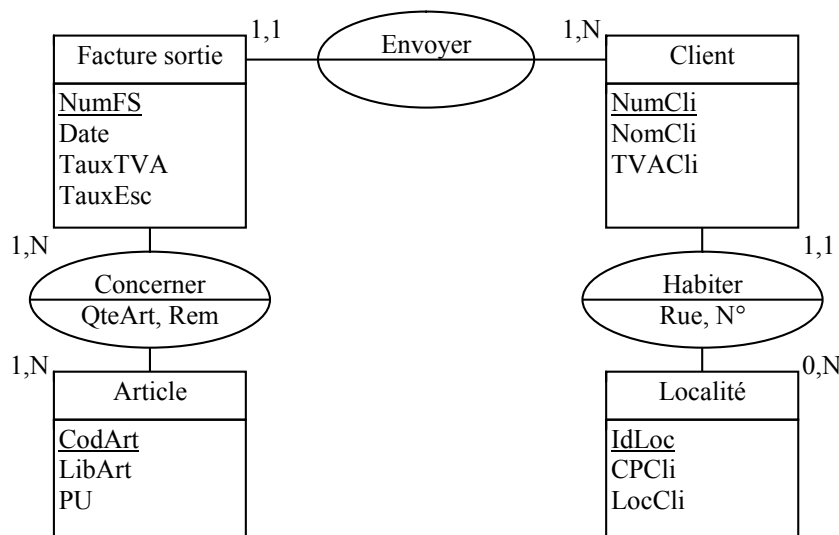 1,1
Envoyer
1,N
Facture sortie
Client
NumFS
Date
TauxTVA
TauxEsc
NumCli
NomCli
TVACli
1,N
1,1
Concerner
QteArt, Rem
Habiter
Rue, N°
1,N
0,N
Article
Localité
CodArt
LibArt
PU
IdLoc
CPCli
LocCli